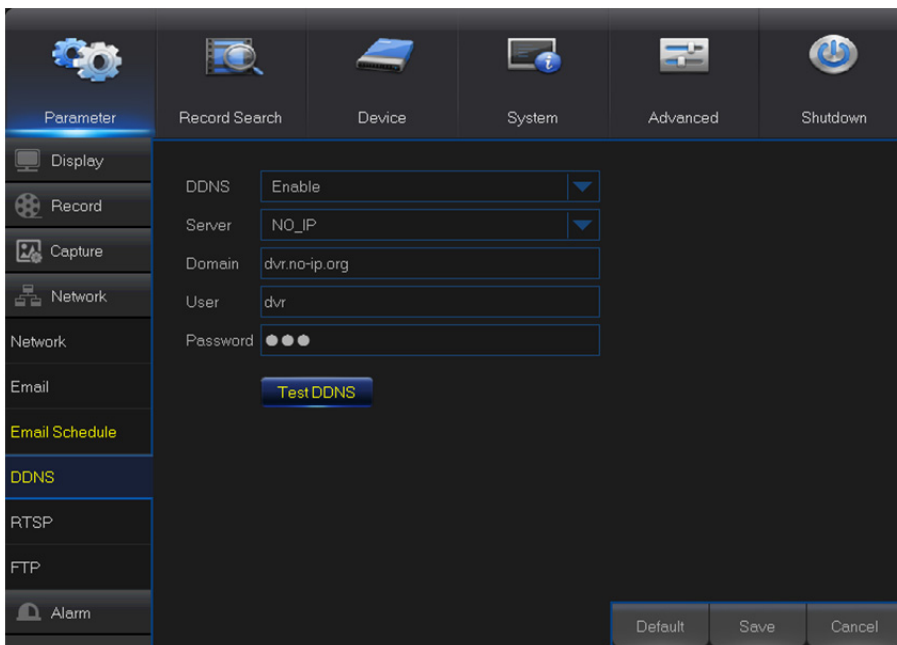 Parameter Record Search Device System Advanced Shutdown
Display
Record
Capture
Network
Network
Email
Email Schedule
DDNS
RTSP
FTP
Alarm
DDNS Enable
Server NO_IP
Domain dvr.no-ip.org
User dvr
Password ●●●
Test DDNS
Default Save Cancel